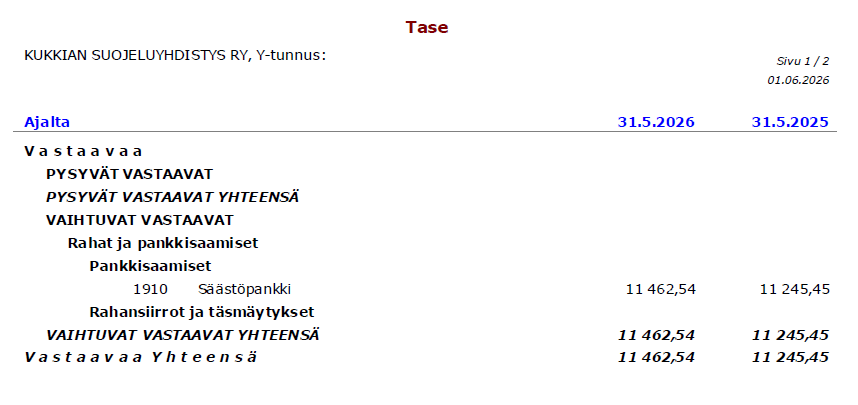 Tase
KUKKIAN SUOJELUYHDISTYS RY, Y-tunnus:
Sivu 1 / 2
01.06.2026
Ajalta 31.5.2026 31.5.2025
V a s t a a v a a
PYSYVÄT VASTAAVAT
PYSYVÄT VASTAAVAT YHTEENSÄ
VAIHTUVAT VASTAAVAT
Rahat ja pankkisaamiset
Pankkisaamiset
1910 Säästöpankki 11 462,54 11 245,45
Rahansiirrot ja täsmäytykset
VAIHTUVAT VASTAAVAT YHTEENSÄ 11 462,54 11 245,45
V a s t a a v a a Y h t e e n s ä 11 462,54 11 245,45